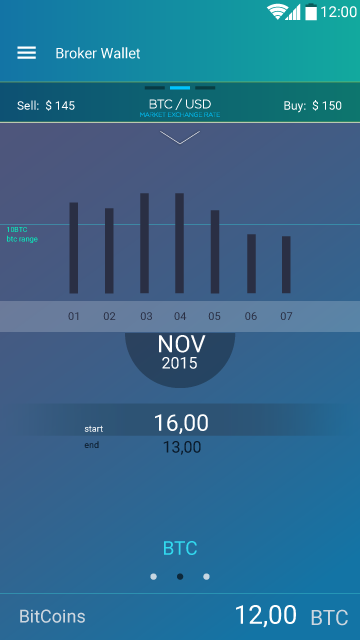 12:00
Broker Wallet
Sell: $ 145
BTC / USD
MARKET EXCHANGE RATE
Buy: $ 150
10BTC
btc range
01 02 03 04 05 06 07
NOV
2015
start 16,00
end 13,00
BTC
BitCoins 12,00 BTC